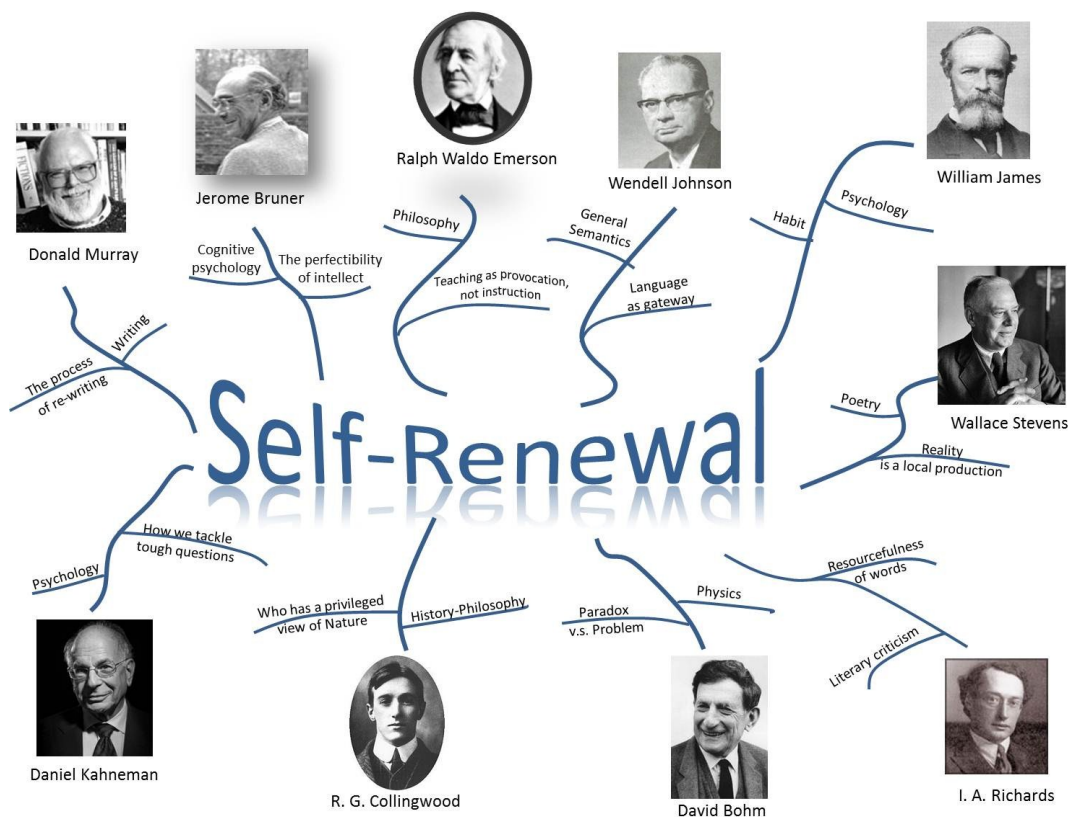 Donald Murray
Writing
The process
of re-writing
Jerome Bruner
Cognitive
psychology
The perfectibility
of intellect
Ralph Waldo Emerson
Philosophy
Teaching as provocation,
not instruction
Wendell Johnson
General
Semantics
Language
as gateway
William James
Habit
Psychology
Wallace Stevens
Poetry
Reality
is a local production
Self-Renewal
How we tackle
tough questions
Psychology
Daniel Kahneman
Who has a privileged
view of Nature
History-Philosophy
R. G. Collingwood
Paradox
v.s. Problem
Physics
David Bohm
Resourcefulness
of words
Literary criticism
I. A. Richards